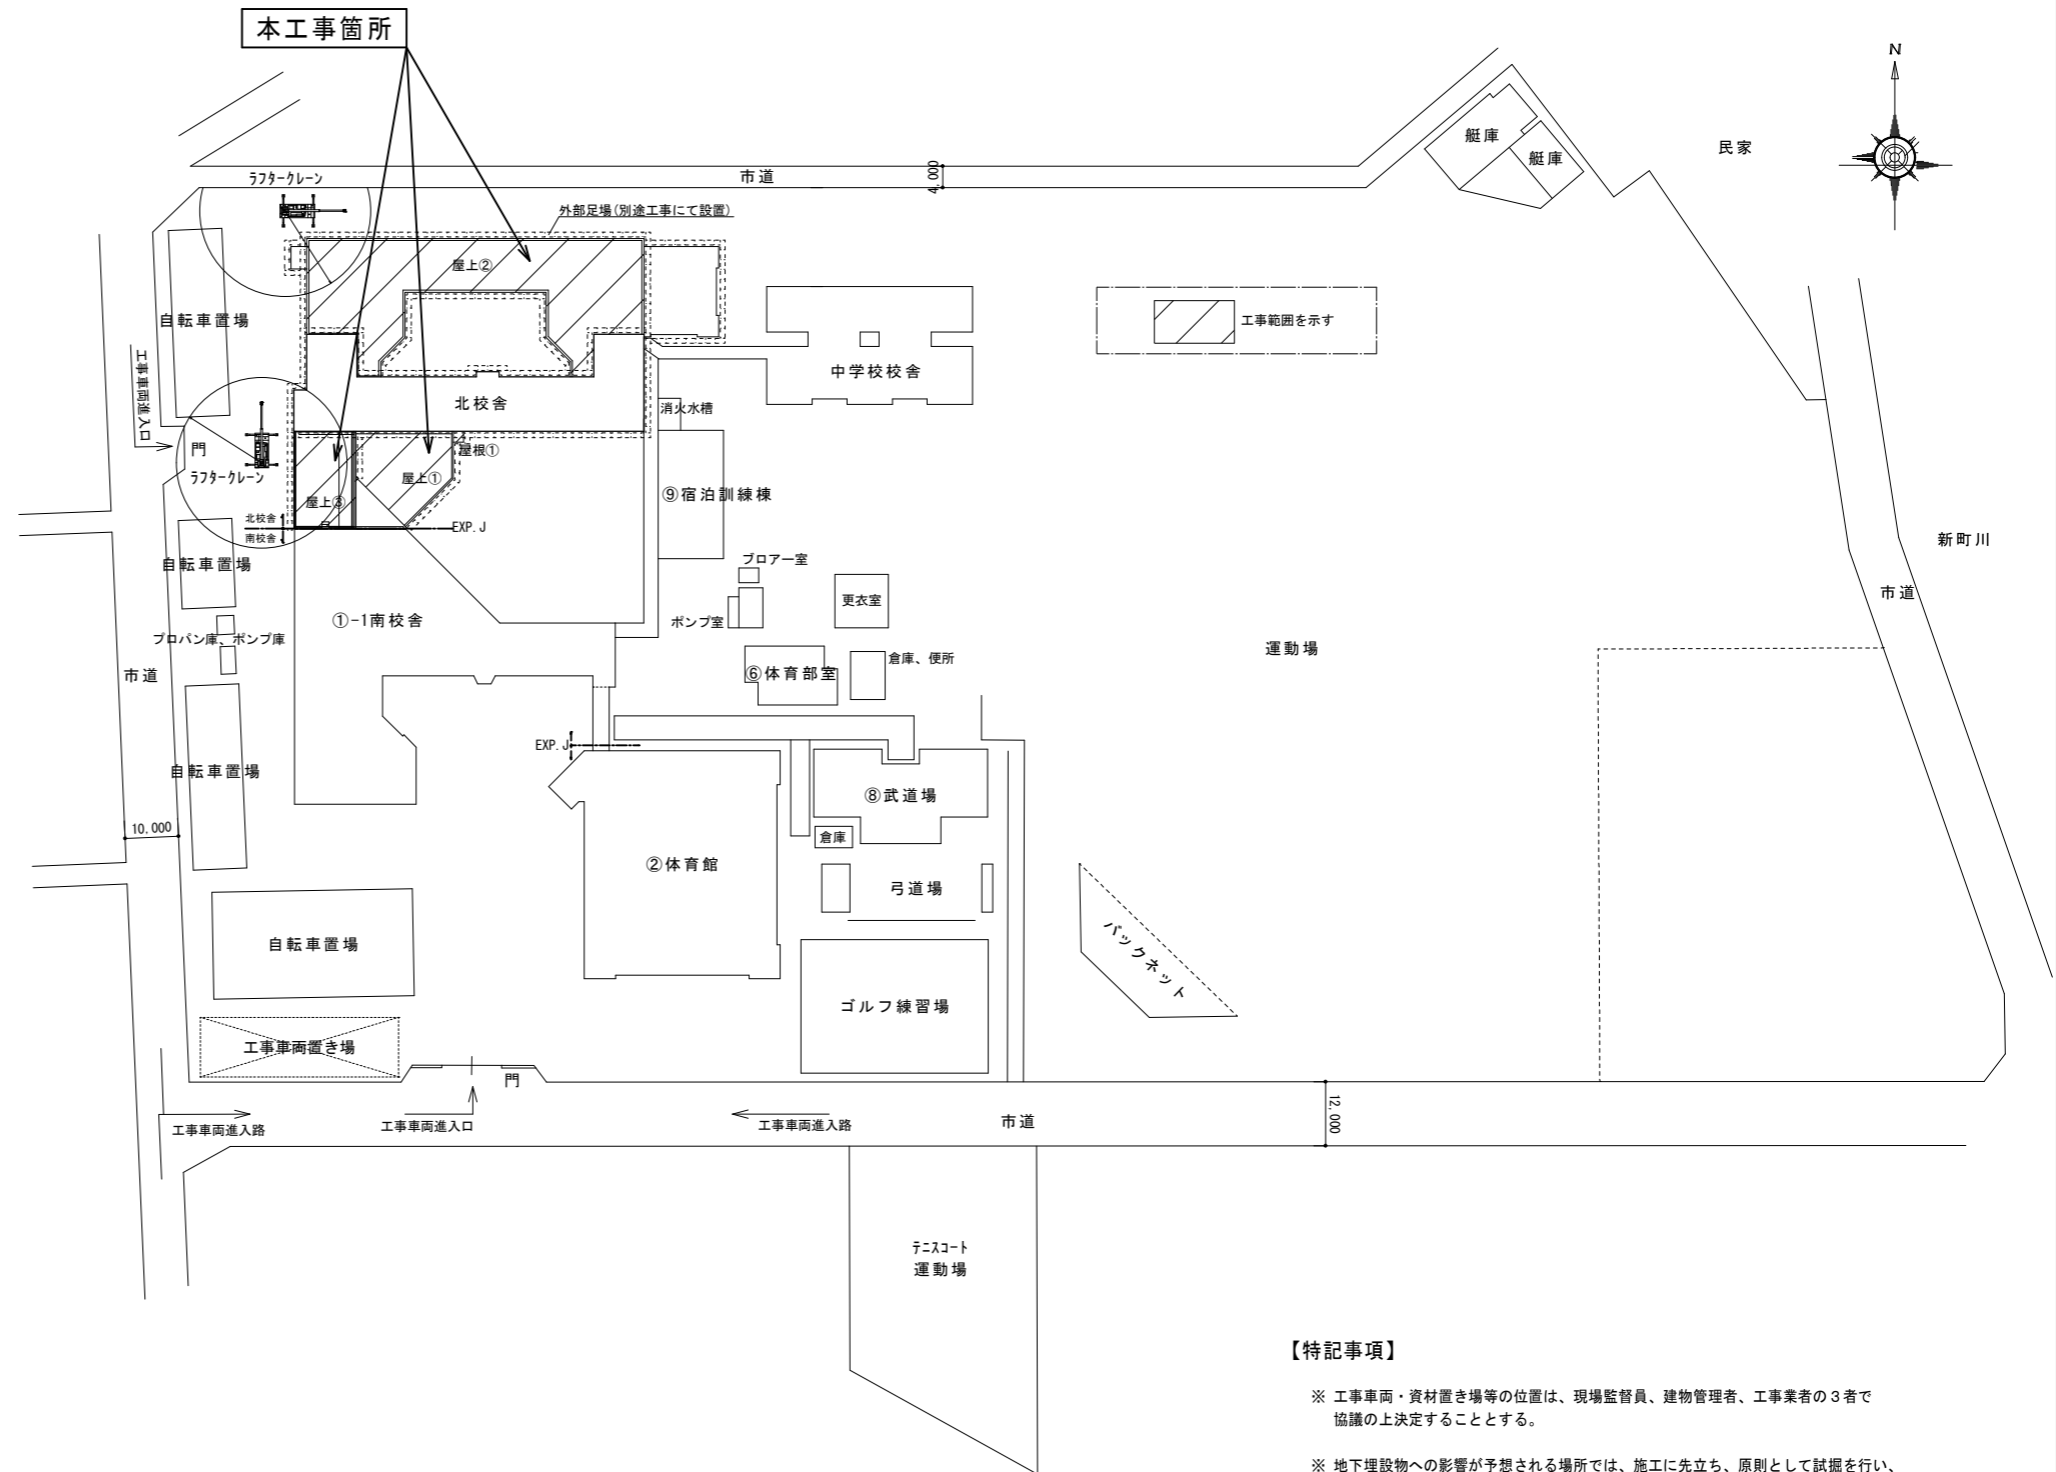 本工事箇所
N
艇庫
艇庫
民家
ラフタークレーン
市道
4,000
外部足場(別途工事にて設置)
屋上②
自転車置場
工事範囲を示す
工事車両進入口
中学校校舎
北校舎
消火水槽
門
屋根①
ラフタークレーン
屋上①
屋上③
⑨宿泊訓練棟
北校舎
南校舎
EXP.J
新町川
ブロアー室
自転車置場
市道
更衣室
①-1南校舎
ポンプ室
プロパン庫、ポンプ庫
運動場
倉庫、便所
市道
⑥体育部室
EXP.J
自転車置場
⑧武道場
10,000
倉庫
②体育館
弓道場
自転車置場
バックネット
ゴルフ練習場
工事車両置き場
門
工事車両進入路
工事車両進入口
工事車両進入路
市道
12,000
テニスコート
運動場
【特記事項】
※ 工事車両・資材置き場等の位置は、現場監督員、建物管理者、工事業者の3者で
協議の上決定することとする。
※ 地下埋設物への影響が予想される場所では、施工に先立ち、原則として試掘を行い、